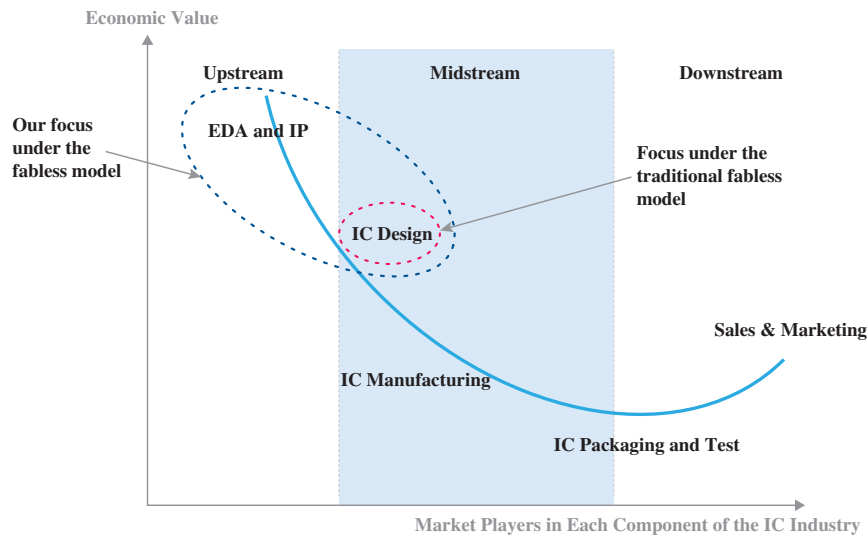 Economic Value
Upstream
Midstream
Downstream
EDA and IP
Our focus
under the
fabless model
Focus under the
traditional fabless
model
IC Design
Sales & Marketing
IC Manufacturing
IC Packaging and Test
Market Players in Each Component of the IC Industry